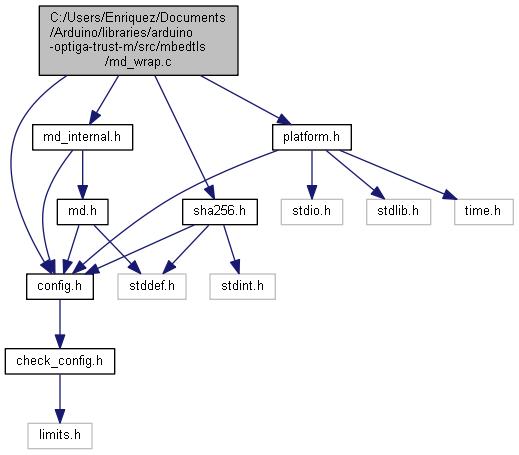 C:/Users/Enriquez/Documents
/Arduino/libraries/arduino
-optiga-trust-m/src/mbedtls
/md_wrap.c
md_internal.h
platform.h
md.h
sha256.h
stdio.h
stdlib.h
time.h
config.h
stddef.h
stdint.h
check_config.h
limits.h